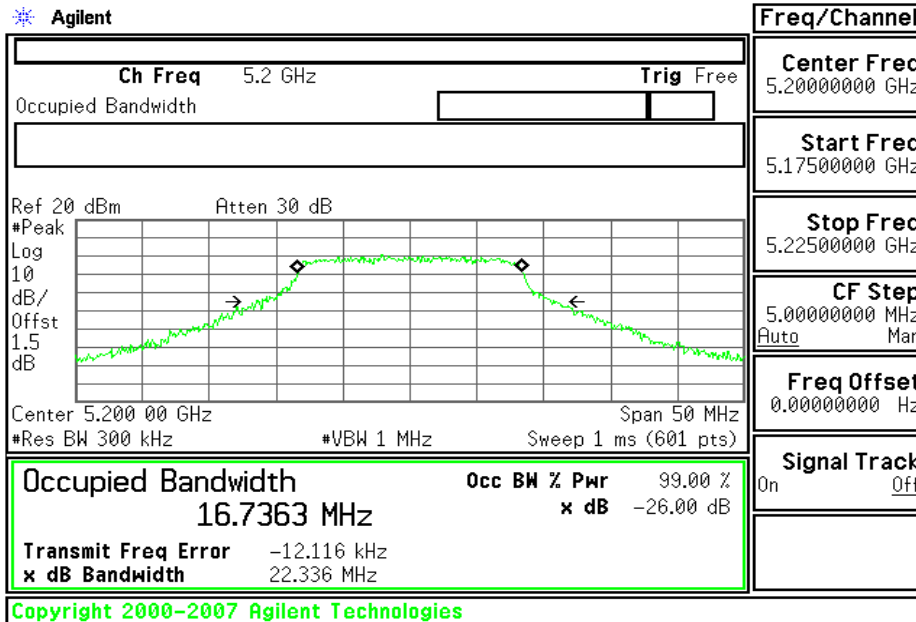 Agilent
Freq/Channel
Ch Freq 5.2 GHz Trig Free
Occupied Bandwidth
Center Freq
5.20000000 GHz
Start Freq
5.17500000 GHz
Stop Freq
5.22500000 GHz
CF Step
5.00000000 MHz
Auto Man
Freq Offset
0.00000000 Hz
Signal Track
On Off
Ref 20 dBm Atten 30 dB
#Peak
Log
10
dB/
Offst
1.5
dB
Center 5.200 00 GHz Span 50 MHz
#Res BW 300 kHz #VBW 1 MHz Sweep 1 ms (601 pts)
Occupied Bandwidth
16.7363 MHz
Occ BW % Pwr 99.00 %
x dB -26.00 dB
Transmit Freq Error -12.116 kHz
x dB Bandwidth 22.336 MHz
Copyright 2000-2007 Agilent Technologies